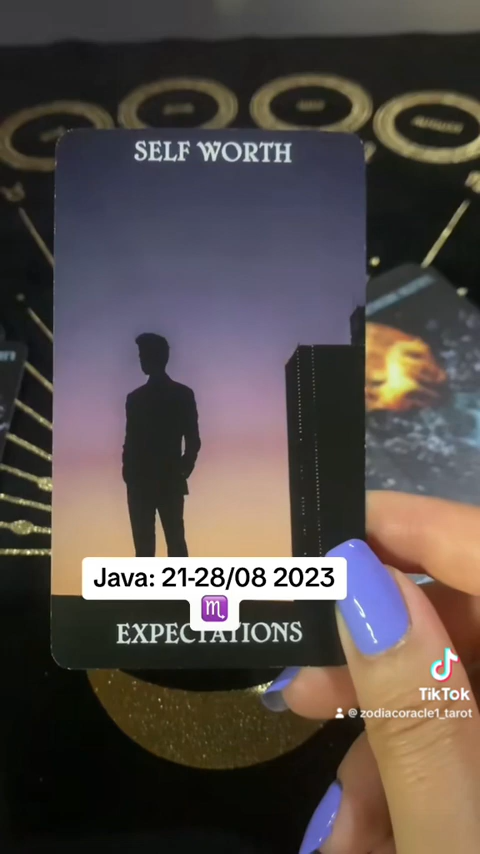 SELF WORTH
Java: 21-28/08 2023
♏
EXPECTATIONS
TikTok
@zodiacoracle1_tarot